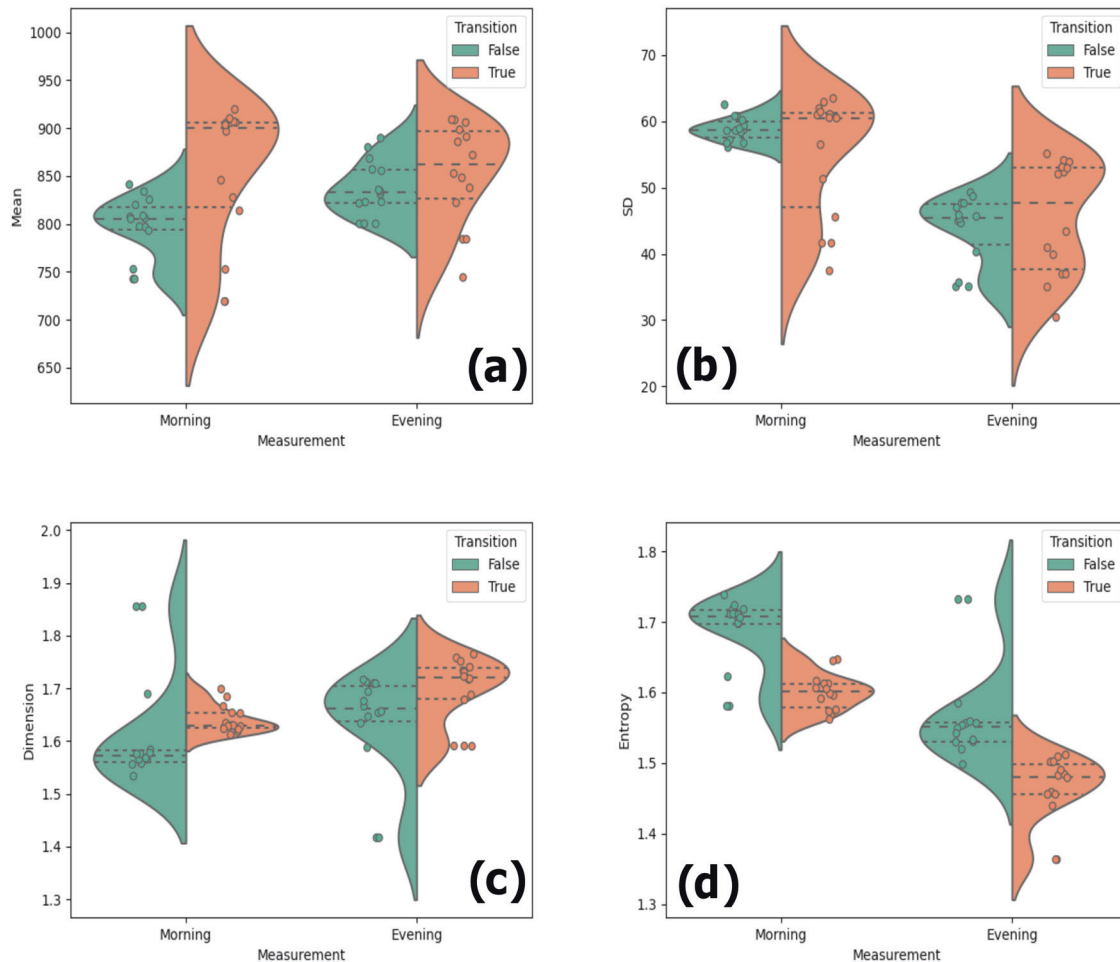 Transition
False
True
1000
950
900
850
800
750
700
650
Mean
(a)
Morning
Evening
Measurement
Transition
False
True
70
60
50
40
30
20
SD
(b)
Morning
Evening
Measurement
Transition
False
True
2.0
1.9
1.8
1.7
1.6
1.5
1.4
1.3
Dimension
(c)
Morning
Evening
Measurement
Transition
False
True
1.8
1.7
1.6
1.5
1.4
1.3
Entropy
(d)
Morning
Evening
Measurement